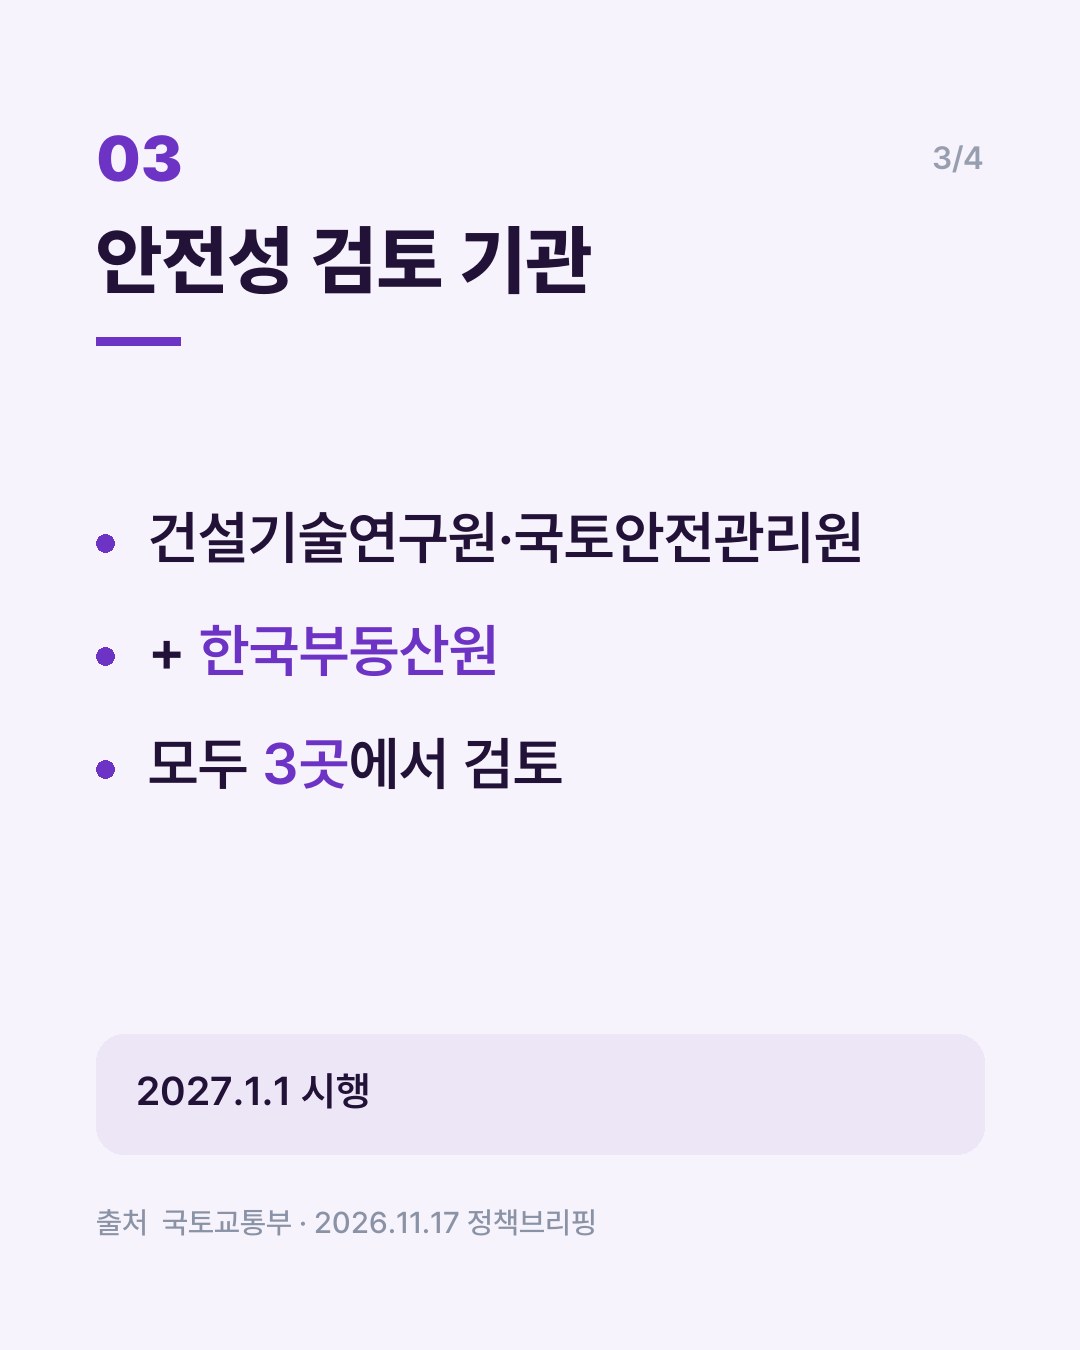 03
3/4
안전성 검토 기관
건설기술연구원·국토안전관리원
+ 한국부동산원
모두 3곳에서 검토
2027.1.1 시행
출처 국토교통부 · 2026.11.17 정책브리핑